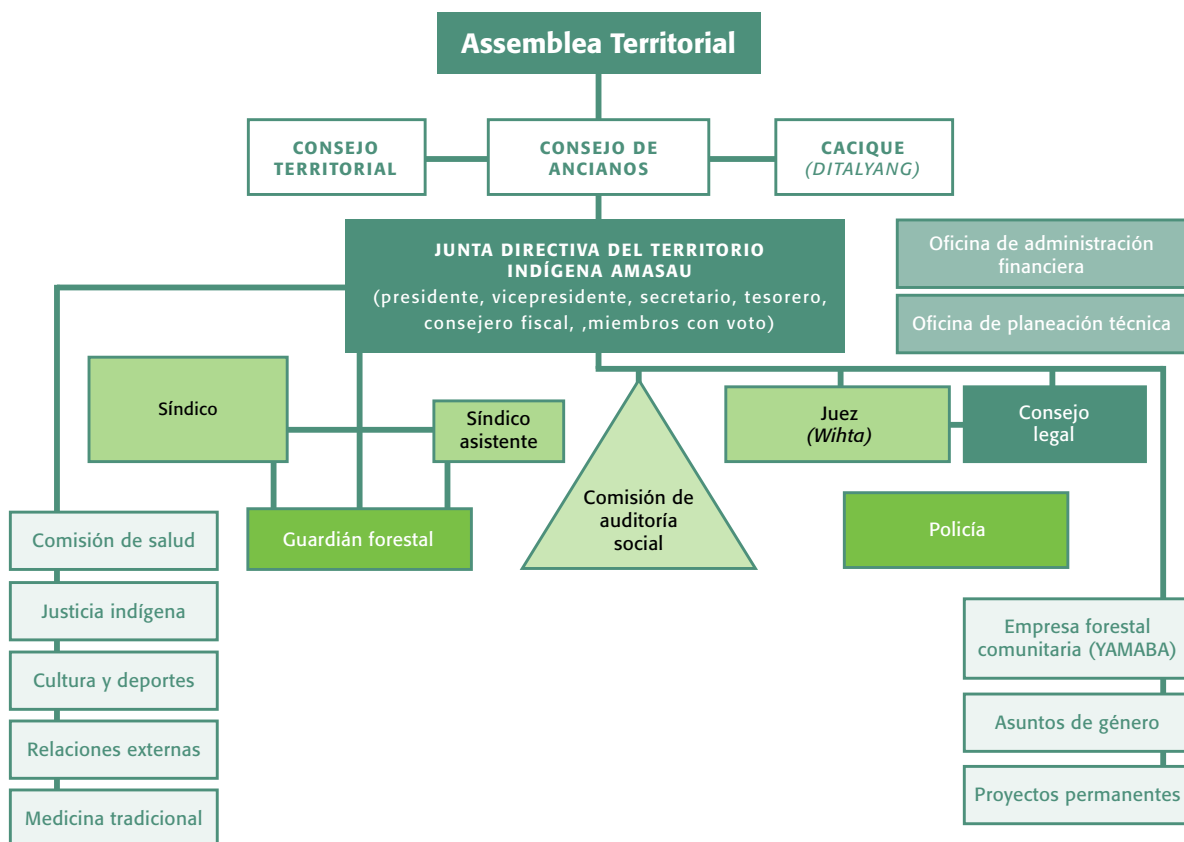 Assemblea Territorial
CONSEJO
TERRITORIAL
CONSEJO DE
ANCIANOS
CACIQUE
(DITALYANG)
JUNTA DIRECTIVA DEL TERRITORIO
INDÍGENA AMASAU
(presidente, vicepresidente, secretario, tesorero,
consejero fiscal, ,miembros con voto)
Oficina de administración
financiera
Oficina de planeación técnica
Síndico
Síndico
asistente
Guardián forestal
Comisión de
auditoría
social
Juez
(Wihta)
Consejo
legal
Policía
Comisión de salud
Justicia indígena
Cultura y deportes
Relaciones externas
Medicina tradicional
Empresa forestal
comunitaria (YAMABA)
Asuntos de género
Proyectos permanentes